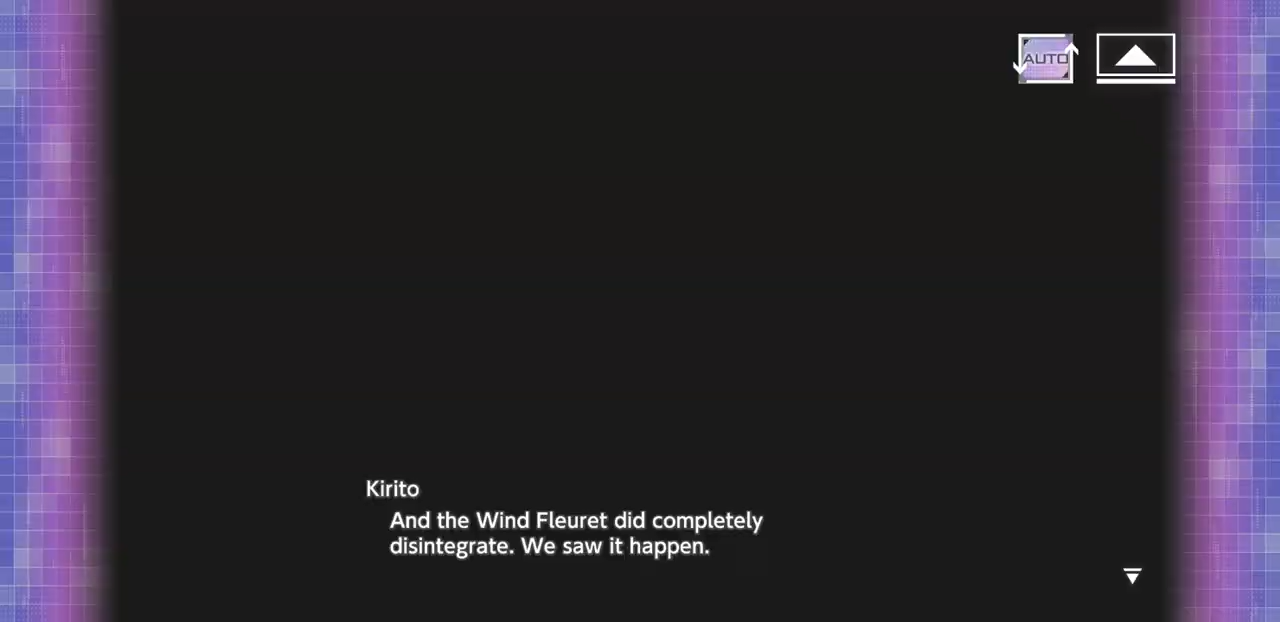 AUTO
Kirito
And the Wind Fleuret did completely
disintegrate. We saw it happen.